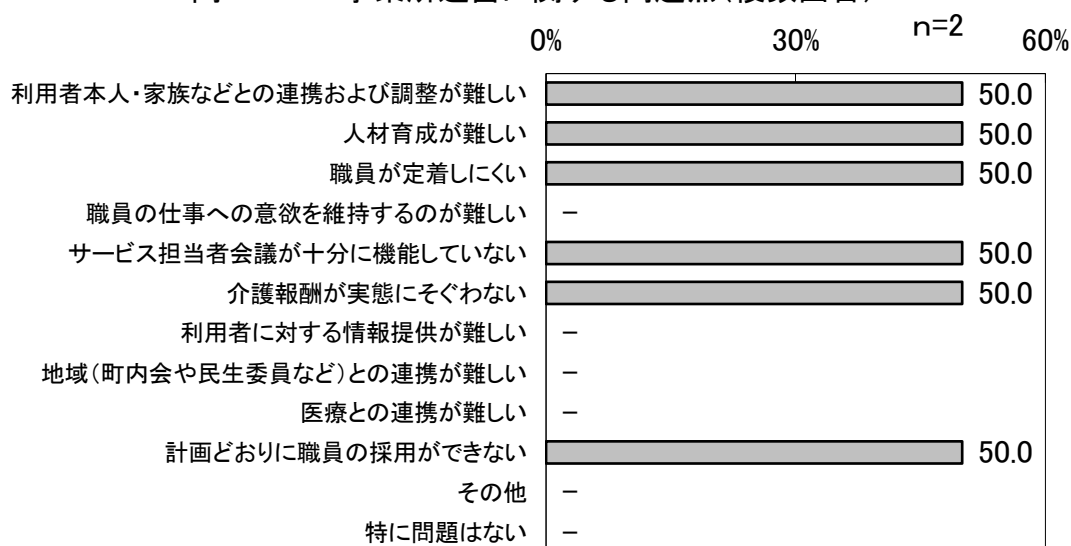 n=2
0% 30% 60%
利用者本人・家族などとの連携および調整が難しい 50.0
人材育成が難しい 50.0
職員が定着しにくい 50.0
職員の仕事への意欲を維持するのが難しい −
サービス担当者会議が十分に機能していない 50.0
介護報酬が実態にそぐわない 50.0
利用者に対する情報提供が難しい −
地域（町内会や民生委員など）との連携が難しい −
医療との連携が難しい −
計画どおりに職員の採用ができない 50.0
その他 −
特に問題はない −